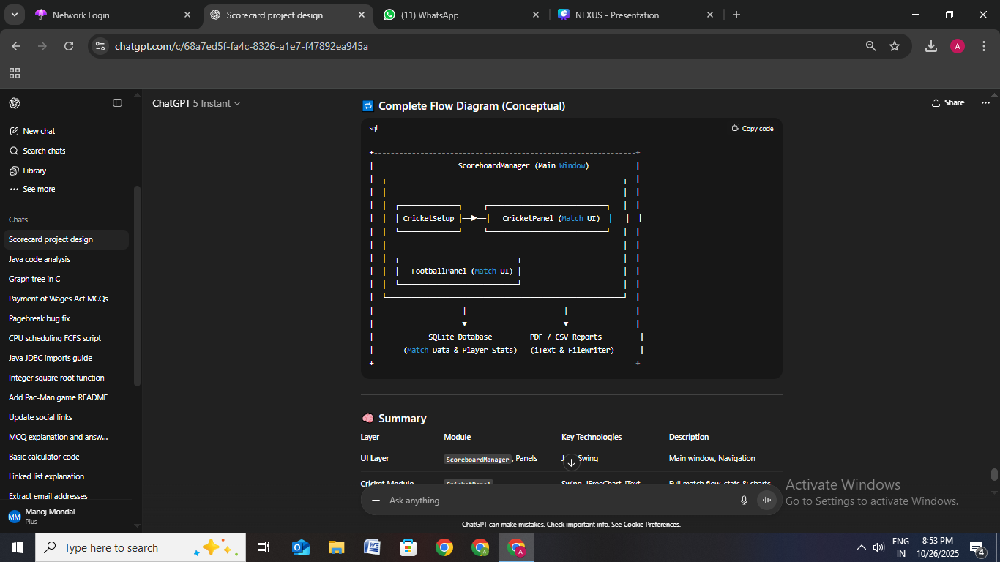 Network Login
Scorecard project design
(11) WhatsApp
NEXUS - Presentation
chatgpt.com/c/68a7ed5f-fa4c-8326-a1e7-f47892ea945a
A
ChatGPT 5 Instant
Share
New chat
Search chats
Library
See more
Chats
Scorecard project design
Java code analysis
Graph tree in C
Payment of Wages Act MCQs
Pagebreak bug fix
CPU scheduling FCFS script
Java JDBC imports guide
Integer square root function
Add Pac-Man game README
Update social links
MCQ explanation and answ...
Basic calculator code
Linked list explanation
Extract email addresses
MM
Manoj Mondal
Plus
Complete Flow Diagram (Conceptual)
sql
Copy code
ScoreboardManager (Main Window)
CricketSetup
CricketPanel (Match UI)
FootballPanel (Match UI)
SQLite Database PDF / CSV Reports
(Match Data & Player Stats) (iText & FileWriter)
Summary
Layer Module Key Technologies Description
UI Layer ScoreboardManager, Panels Swing Main window, Navigation
Cricket Module CricketPanel Swing, JFreeChart, iText Full match flow, stats & charts
Ask anything
ChatGPT can make mistakes. Check important info. See Cookie Preferences.
Activate Windows
Go to Settings to activate Windows.
Type here to search
ENG
IN
8:53 PM
10/26/2025
4